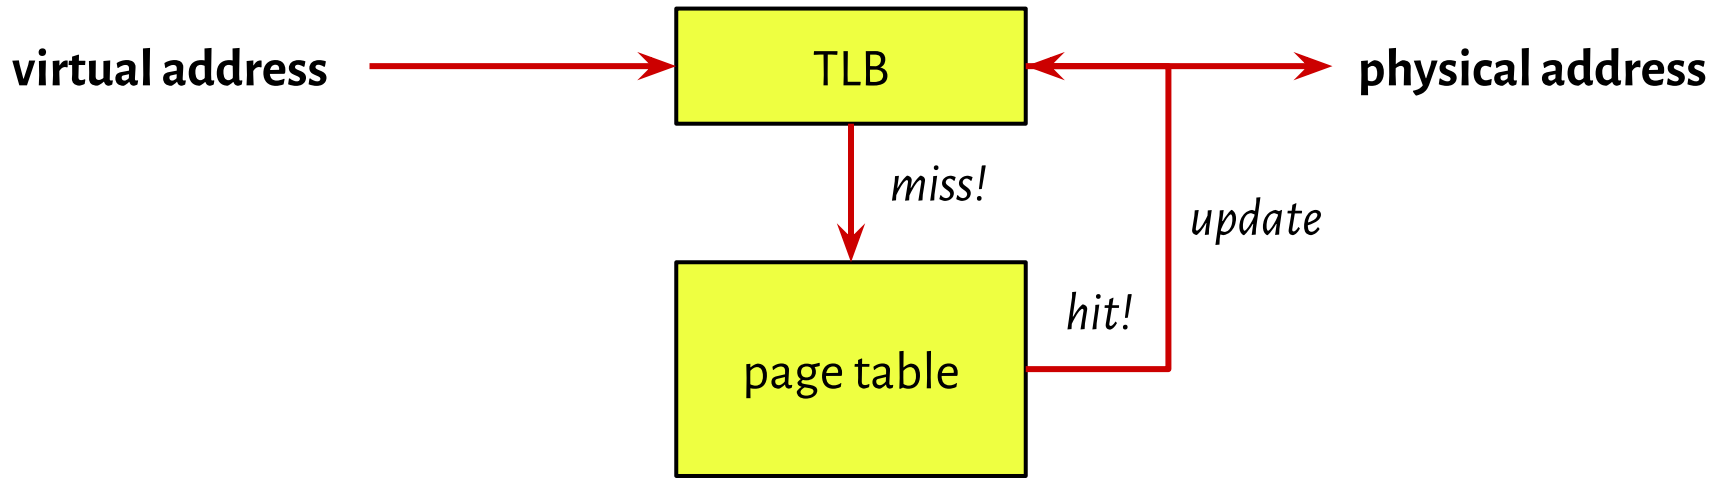 virtual address
TLB
physical address
miss!
update
hit!
page table